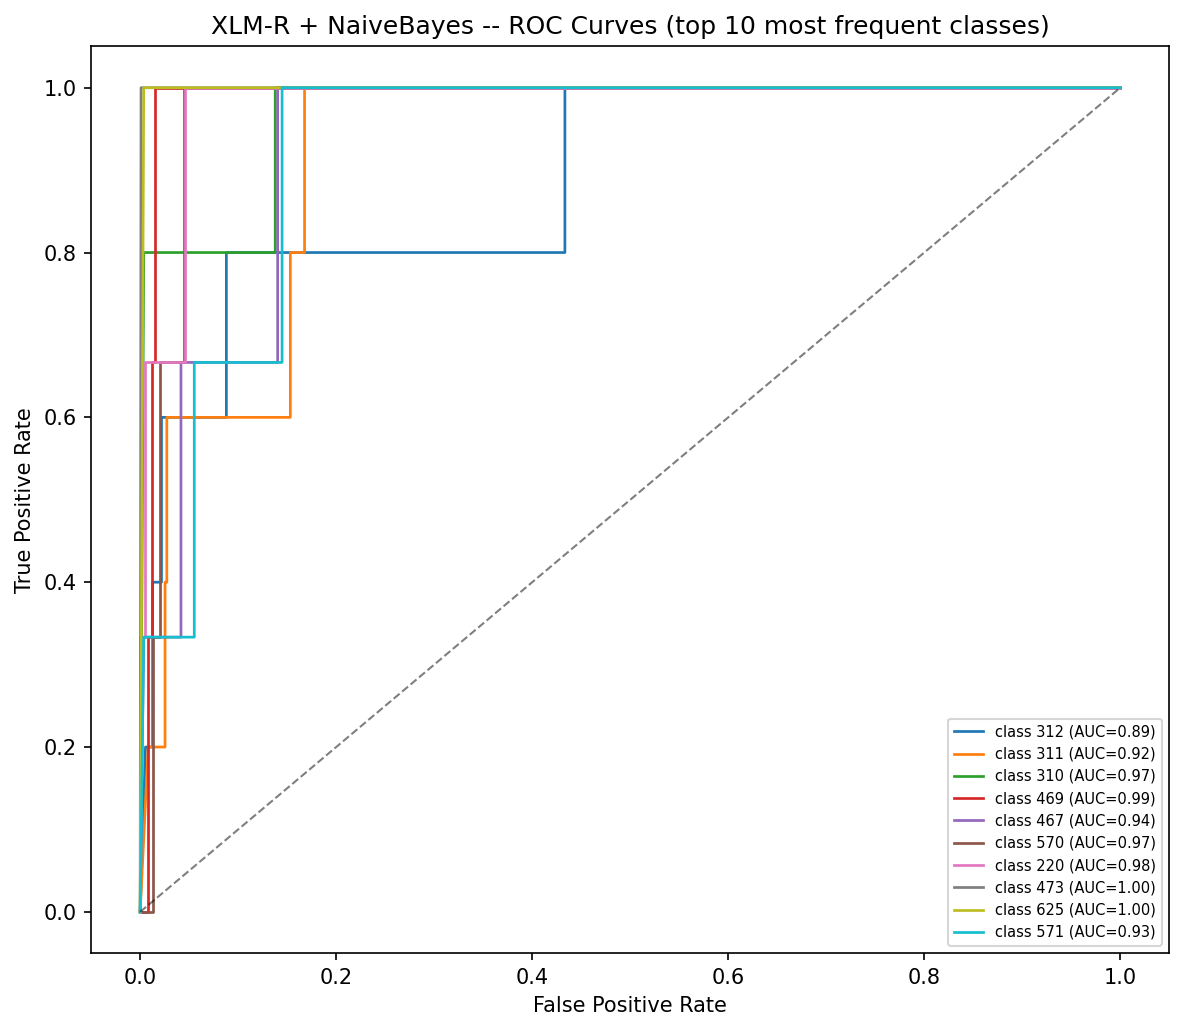 XLM-R + NaiveBayes -- ROC Curves (top 10 most frequent classes)
True Positive Rate
1.0
0.8
0.6
0.4
0.2
0.0
class 312 (AUC=0.89)
class 311 (AUC=0.92)
class 310 (AUC=0.97)
class 469 (AUC=0.99)
class 467 (AUC=0.94)
class 570 (AUC=0.97)
class 220 (AUC=0.98)
class 473 (AUC=1.00)
class 625 (AUC=1.00)
class 571 (AUC=0.93)
0.0 0.2 0.4 0.6 0.8 1.0
False Positive Rate